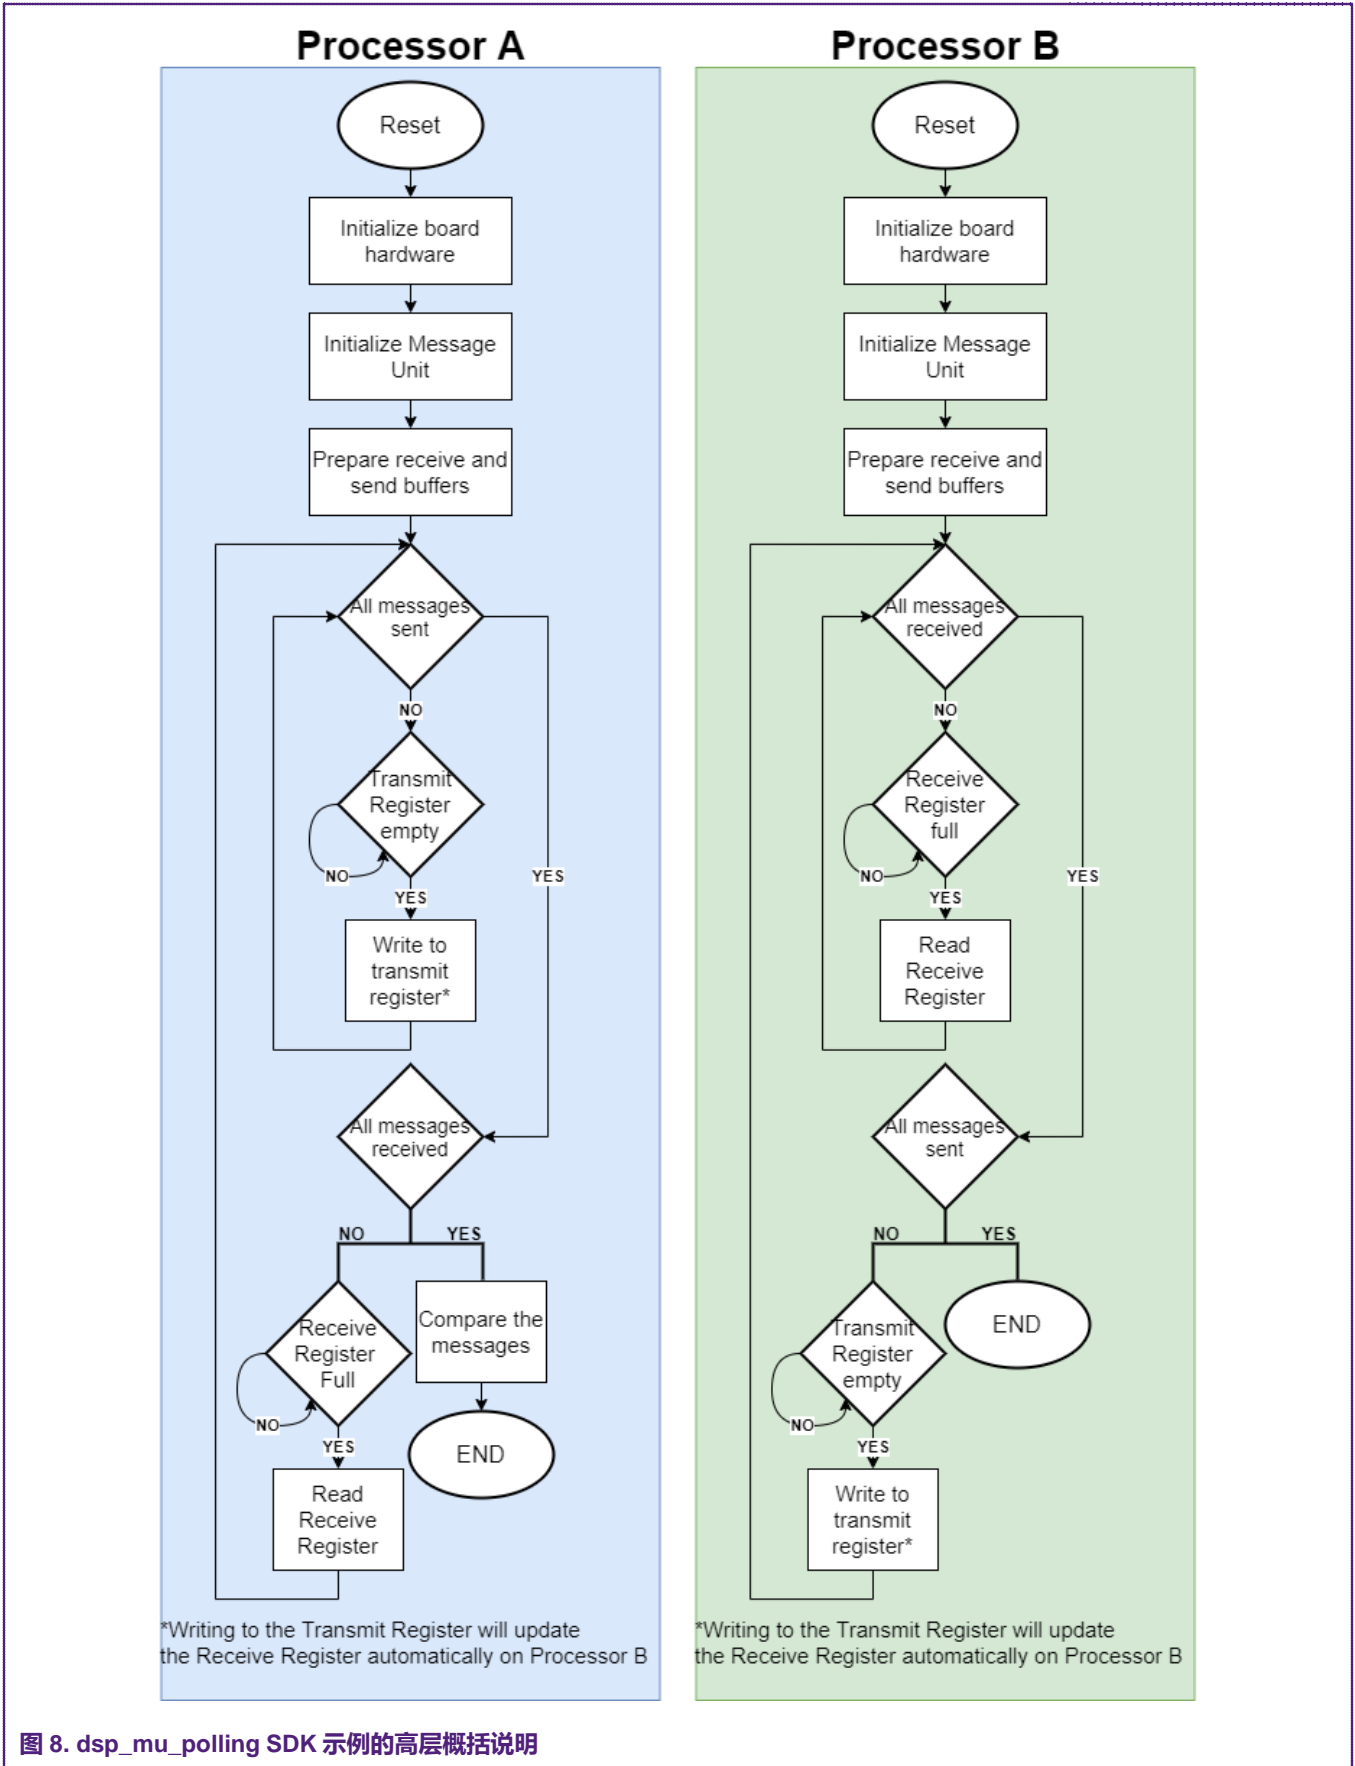 Processor A
Reset
Initialize board
hardware
Initialize Message
Unit
Prepare receive and
send buffers
All messages
sent
NO
Transmit
Register
empty
NO
YES
YES
Write to
transmit
register*
All messages
received
NO
YES
Receive
Register
Full
Compare the
messages
NO
YES
END
Read
Receive
Register
*Writing to the Transmit Register will update
the Receive Register automatically on Processor B
Processor B
Reset
Initialize board
hardware
Initialize Message
Unit
Prepare receive and
send buffers
All messages
received
NO
Receive
Register
full
NO
YES
YES
Read
Receive
Register
All messages
sent
NO
YES
Transmit
Register
empty
END
NO
YES
Write to
transmit
register*
*Writing to the Transmit Register will update
the Receive Register automatically on Processor B
图 8. dsp_mu_polling SDK 示例的高层概括说明